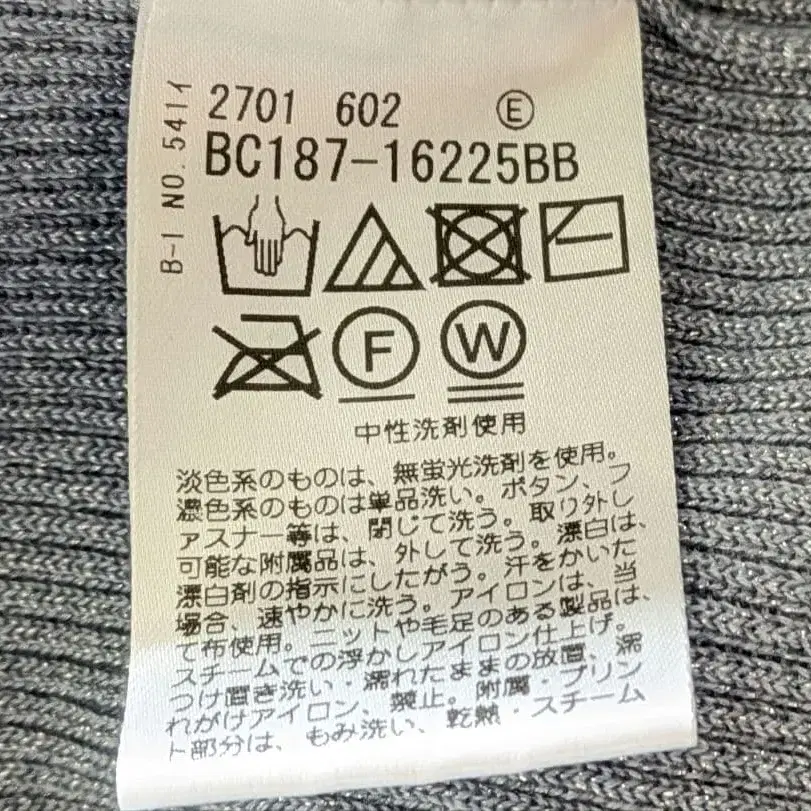 B-I NO.541イ
2701 602 E
BC187-16225BB
F W
中性洗剤使用
淡色系のものは、無蛍光洗剤を使用。
濃色系のものは単品洗い。ボタン、フ
ァスナー等は、閉じて洗う。取り外し
可能な附属品は、外して洗う。漂白は、
漂白剤の指示にしたがう。汗をかいた
場合、速やかに洗う。アイロンは、当
て布使用。ニットや毛足のある製品は、
スチームでの浮かしアイロン仕上げ。
つけ置き洗い・濡れたままの放置、濡
れがけアイロン、禁止。附属・プリン
ト部分は、もみ洗い、乾熱・スチーム